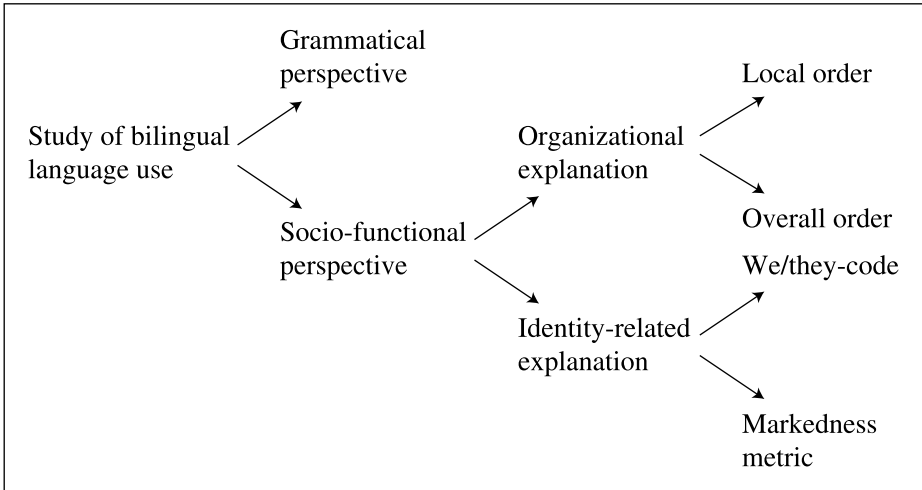 Grammatical
perspective
Local order
Study of bilingual
language use
Organizational
explanation
Socio-functional
perspective
Overall order
We/they-code
Identity-related
explanation
Markedness
metric